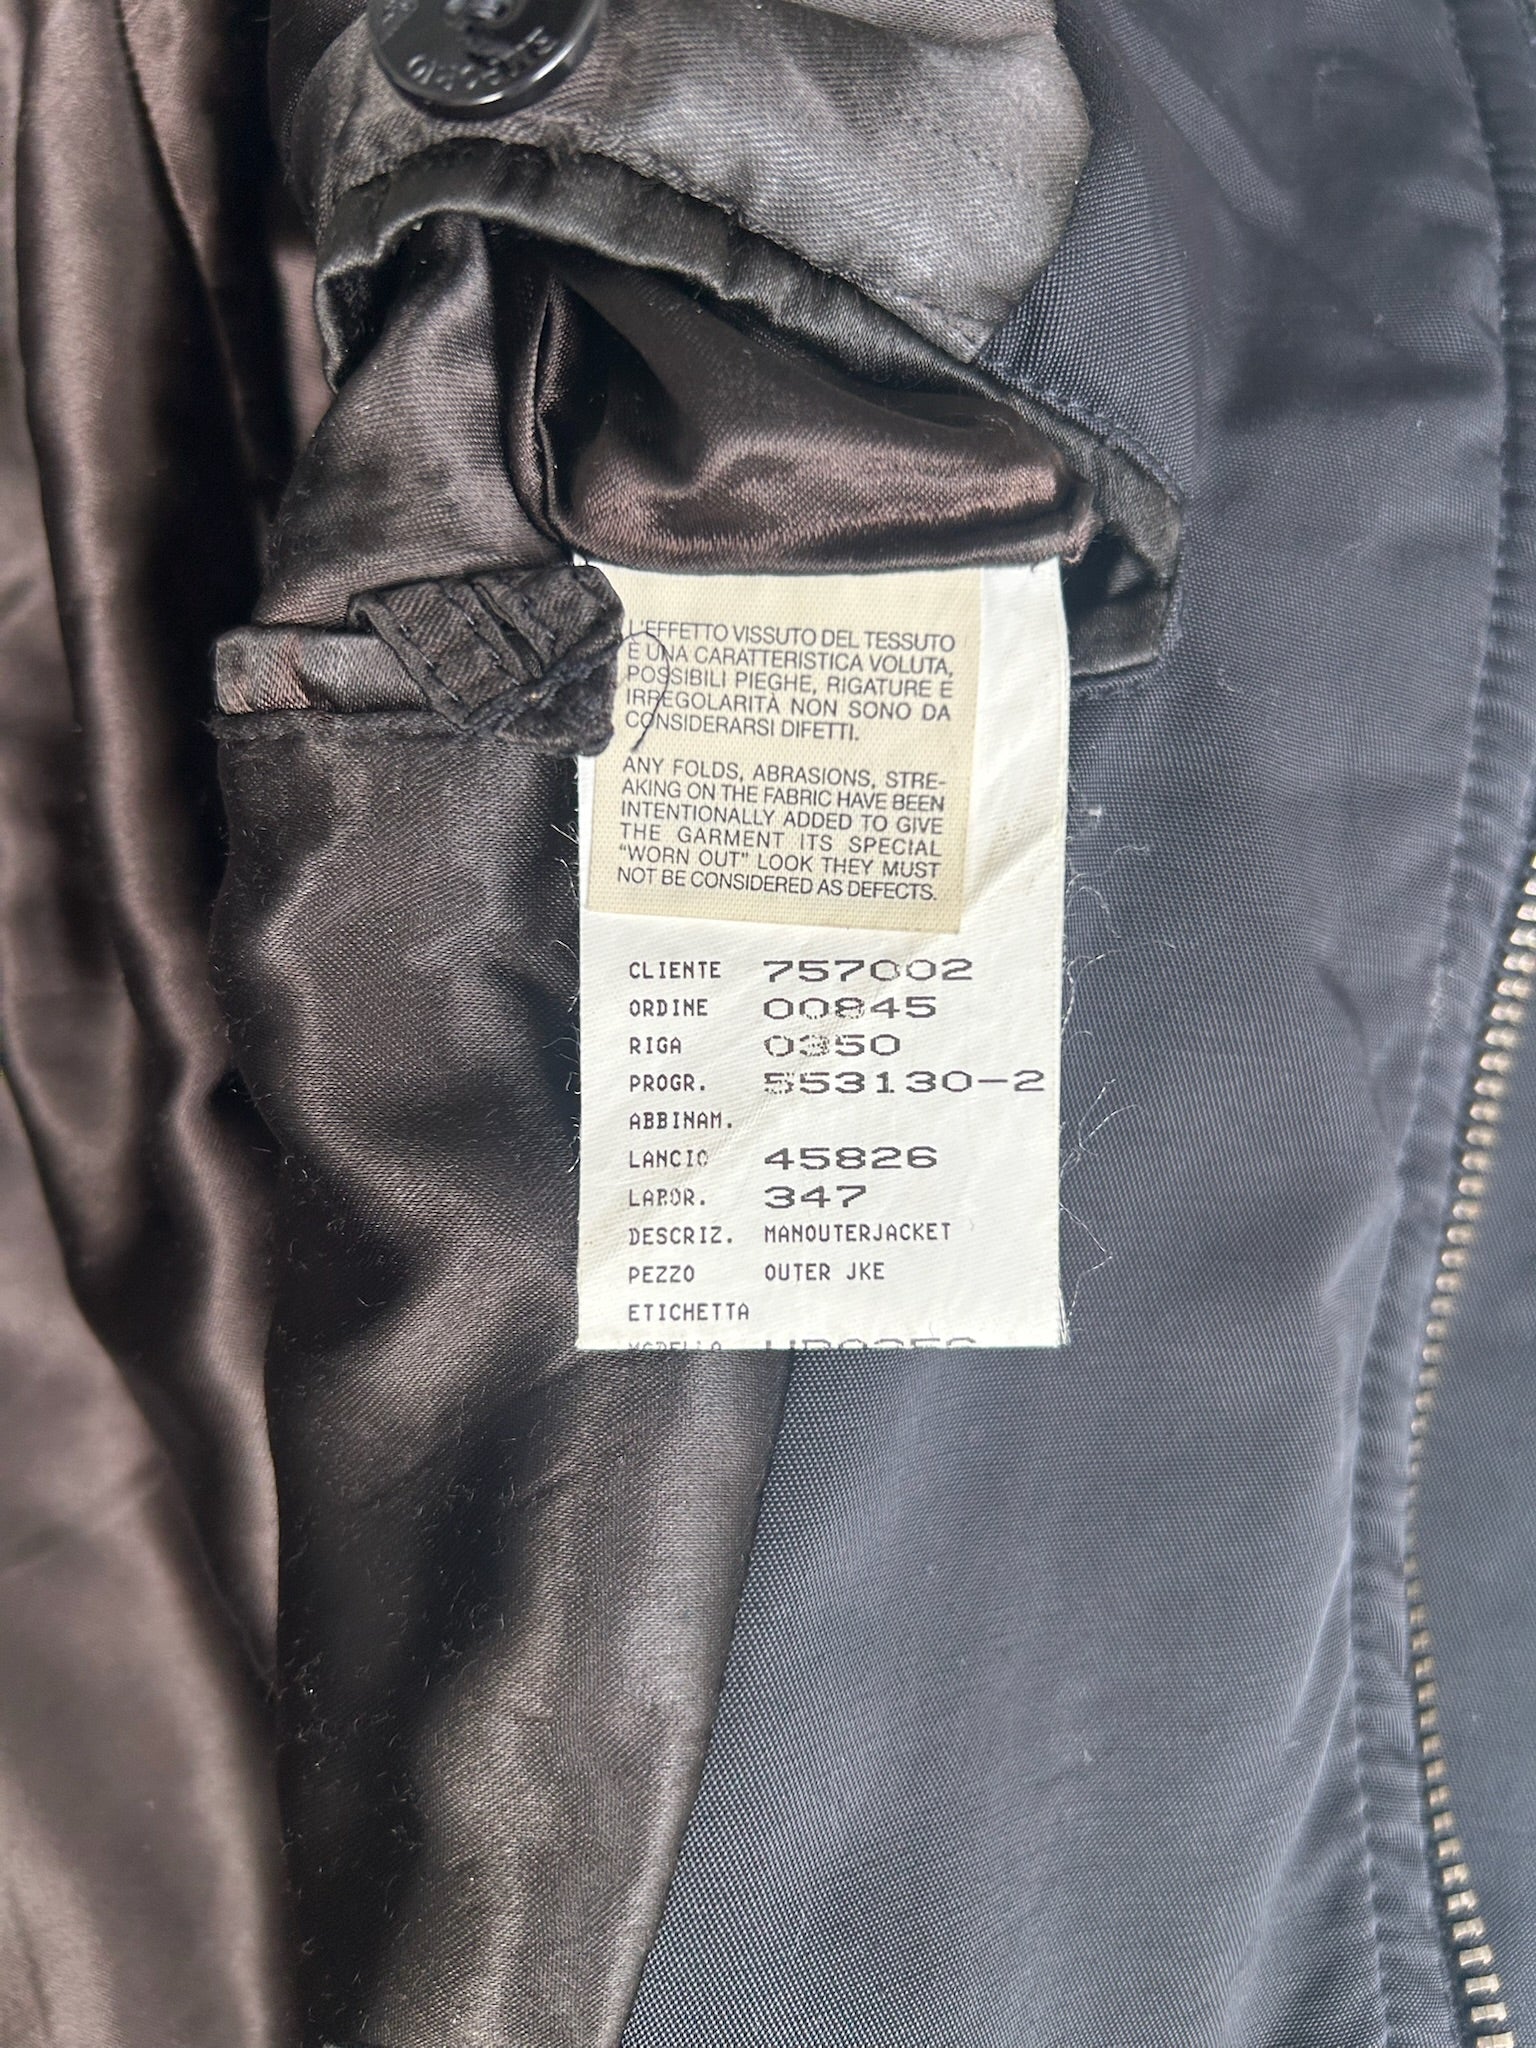 EMPORIO
L'EFFETTO VISSUTO DEL TESSUTO
È UNA CARATTERISTICA VOLUTA,
POSSIBILI PIEGHE, RIGATURE E
IRREGOLARITÀ NON SONO DA
CONSIDERARSI DIFETTI.
ANY FOLDS, ABRASIONS, STRE-
AKING ON THE FABRIC HAVE BEEN
INTENTIONALLY ADDED TO GIVE
THE GARMENT ITS SPECIAL
“WORN OUT” LOOK THEY MUST
NOT BE CONSIDERED AS DEFECTS.
CLIENTE 757002
ORDINE 00845
RIGA 0350
PROGR. 553130-2
ABBINAM.
LANCIO 45826
LABOR. 347
DESCRIZ. MANOUTERJACKET
PEZZO OUTER JKE
ETICHETTA